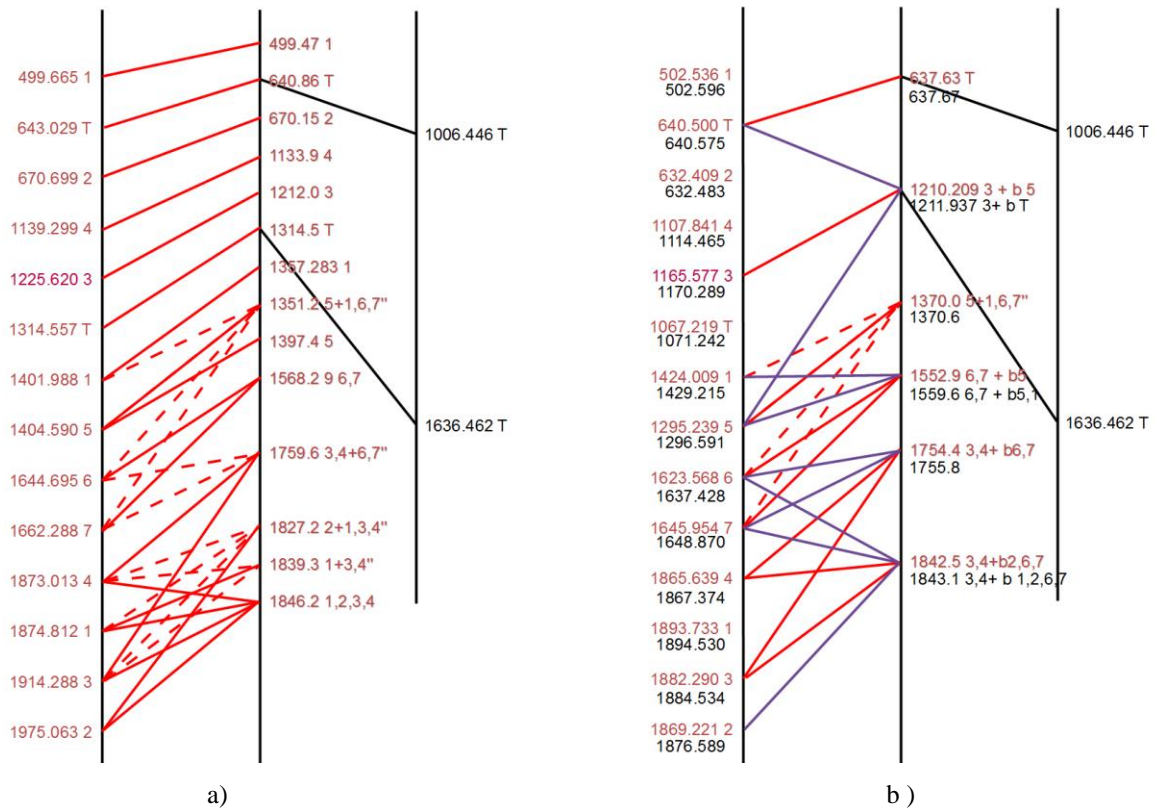 499.47 1
499.665 1
640.86 T
643.029 T
670.15 2
670.699 2
1133.9 4
1139.299 4
1212.0 3
1225.620 3
1314.5 T
1314.557 T
1357.283 1
1351.2 5+1,6,7"
1397.4 5
1401.988 1
1568.2 9 6,7
1404.590 5
1759.6 3,4+6,7"
1644.695 6
1662.288 7
1827.2 2+1,3,4"
1839.3 1+3,4"
1873.013 4
1846.2 1,2,3,4
1874.812 1
1914.288 3
1975.063 2
1006.446 T
1636.462 T
a)
502.536 1
502.596
640.500 T
640.575
632.409 2
632.483
1107.841 4
1114.465
1165.577 3
1170.289
1067.219 T
1071.242
1424.009 1
1429.215
1295.239 5
1296.591
1623.568 6
1637.428
1645.954 7
1648.870
1865.639 4
1867.374
1893.733 1
1894.530
1882.290 3
1884.534
1869.221 2
1876.589
637.63 T
637.67
1210.209 3 + b 5
1211.937 3+ b T
1370.0 5+1,6,7"
1370.6
1552.9 6,7 + b5
1559.6 6,7 + b5,1
1754.4 3,4+ b6,7
1755.8
1842.5 3,4+b2,6,7
1843.1 3,4+ b 1,2,6,7
1006.446 T
1636.462 T
b )